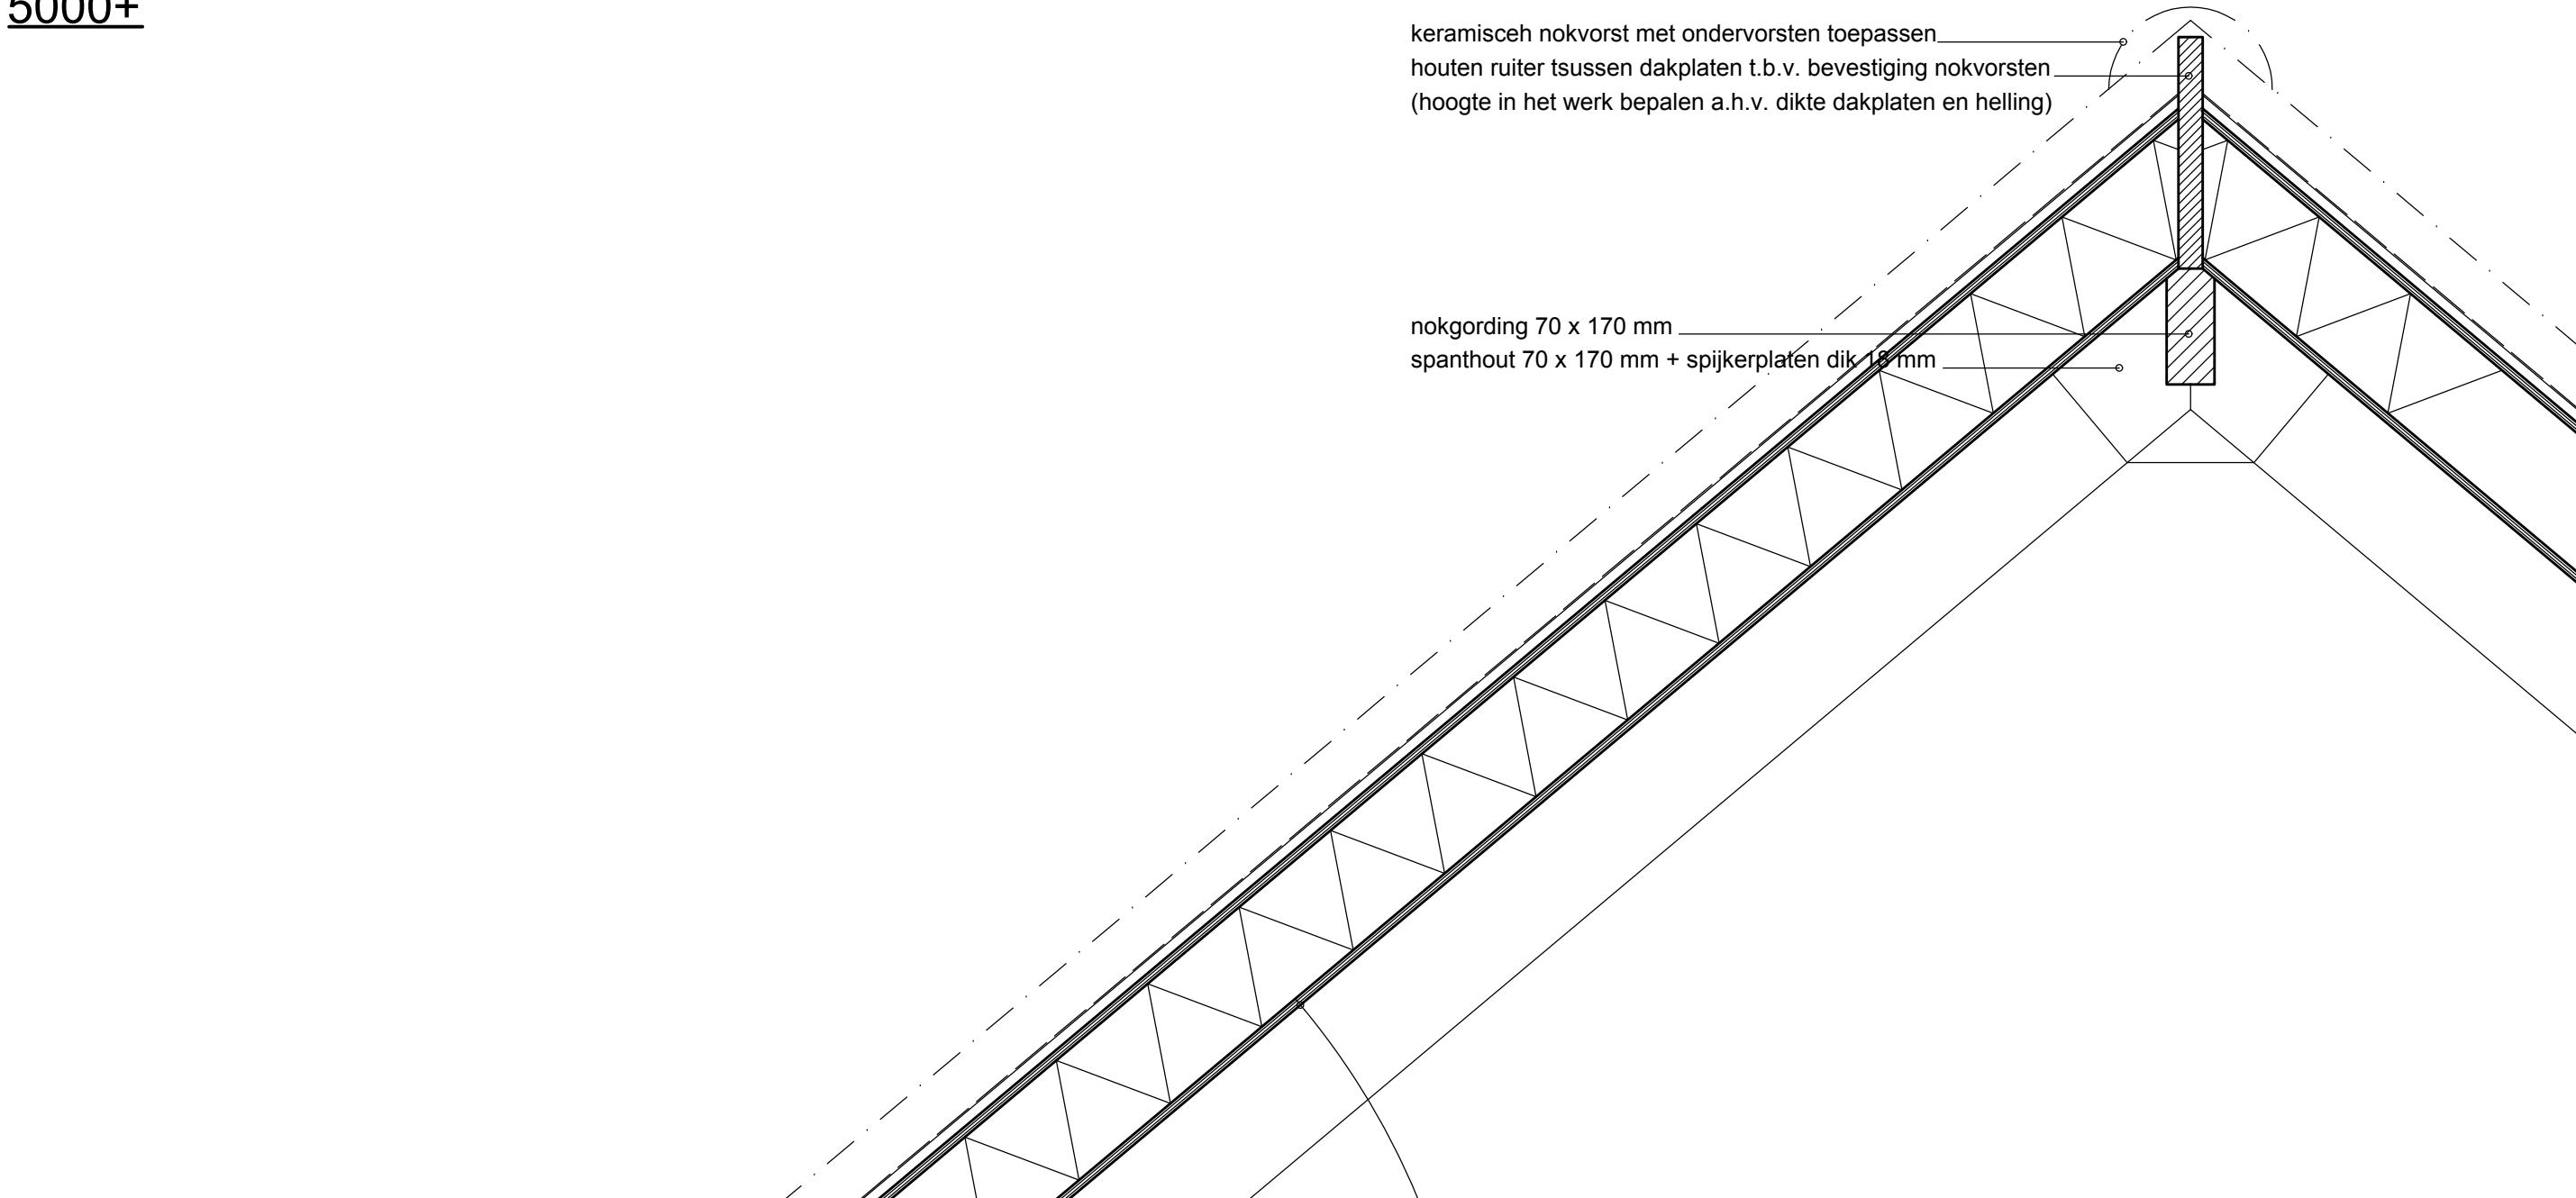 5000+
keramisceh nokvorst met ondervorsten toepassen
houten ruiter tsussen dakplaten t.b.v. bevestiging nokvorsten
(hoogte in het werk bepalen a.h.v. dikte dakplaten en helling)
nokgording 70 x 170 mm
spanthout 70 x 170 mm + spijkerplaten dik 18 mm